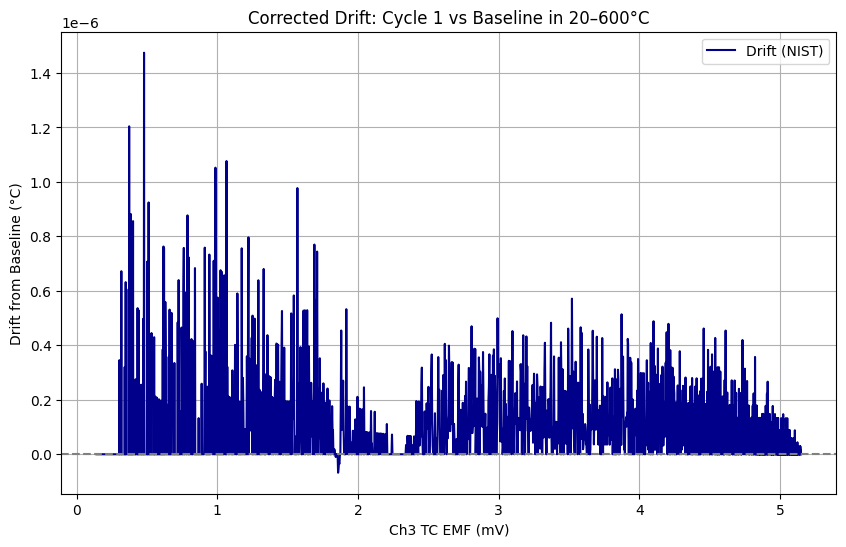 Corrected Drift: Cycle 1 vs Baseline in 20–600°C
1e−6
Drift (NIST)
1.4
1.2
1.0
0.8
0.6
0.4
0.2
0.0
Drift from Baseline (°C)
0 1 2 3 4 5
Ch3 TC EMF (mV)